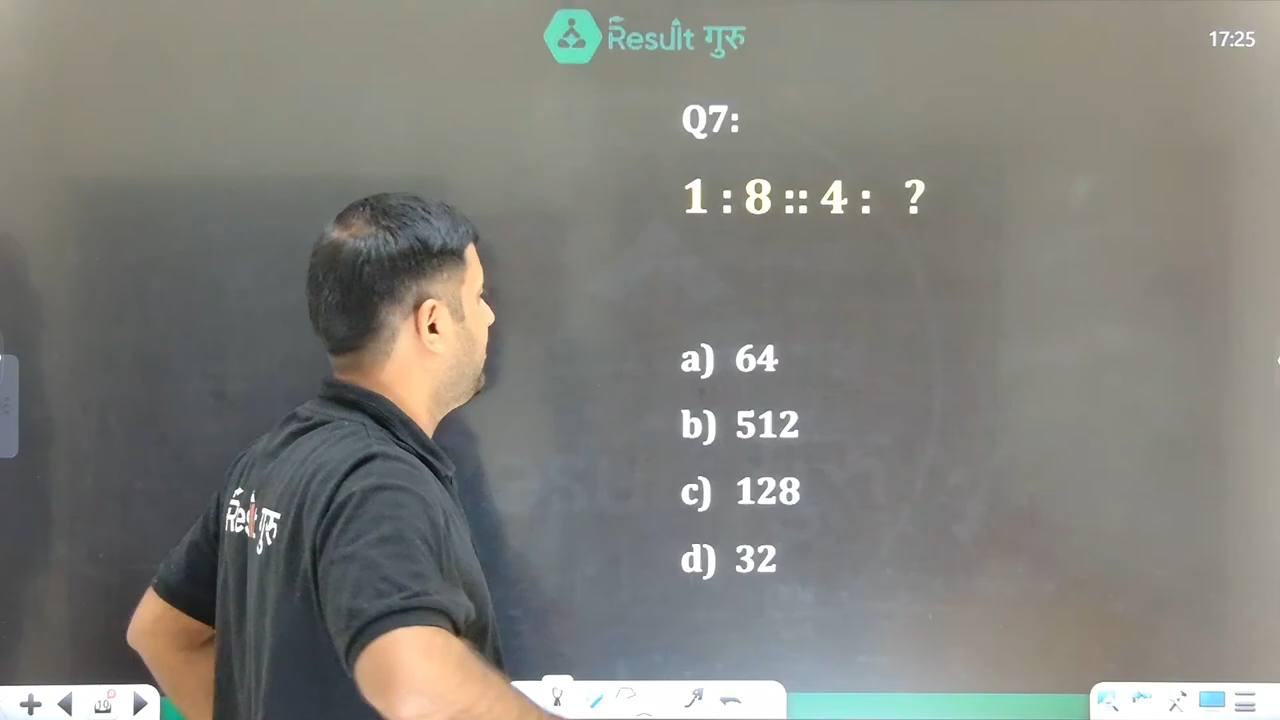 Result गुरु
17:25
Q7:
1 : 8 :: 4 : ?
a) 64
b) 512
c) 128
d) 32
Result गुरु